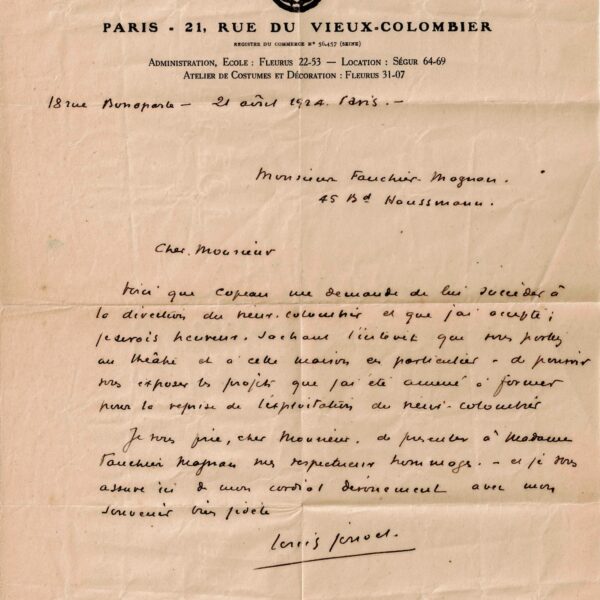 PARIS - 21, RUE DU VIEUX-COLOMBIER
REGISTRE DU COMMERCE N° 56.457 (SEINE)
ADMINISTRATION, ECOLE : FLEURUS 22-53 — LOCATION : SÉGUR 64-69
ATELIER DE COSTUMES ET DÉCORATION : FLEURUS 31-07
18 rue Bonaparte — 21 août 1924. Paris. —
Monsieur Fauchier-Magnan.
45 Bd Haussmann.
Cher Monsieur
Voici que Copeau me demande de lui succéder à
la direction du vieux-colombier et que j'ai accepté ;
je serais heureux. sachant l'intérêt que vous portez
au théâtre et à cette maison en particulier - de pouvoir
vous exposer les projets que j'ai été amené à former
pour la reprise de l'exploitation du vieux-colombier
Je vous prie, cher Monsieur. de présenter à Madame
Fauchier Magnan mes respectueux hommages. — et je vous
assure ici de mon cordial dévouement avec mon
souvenir très fidèle
Louis Jouvet.